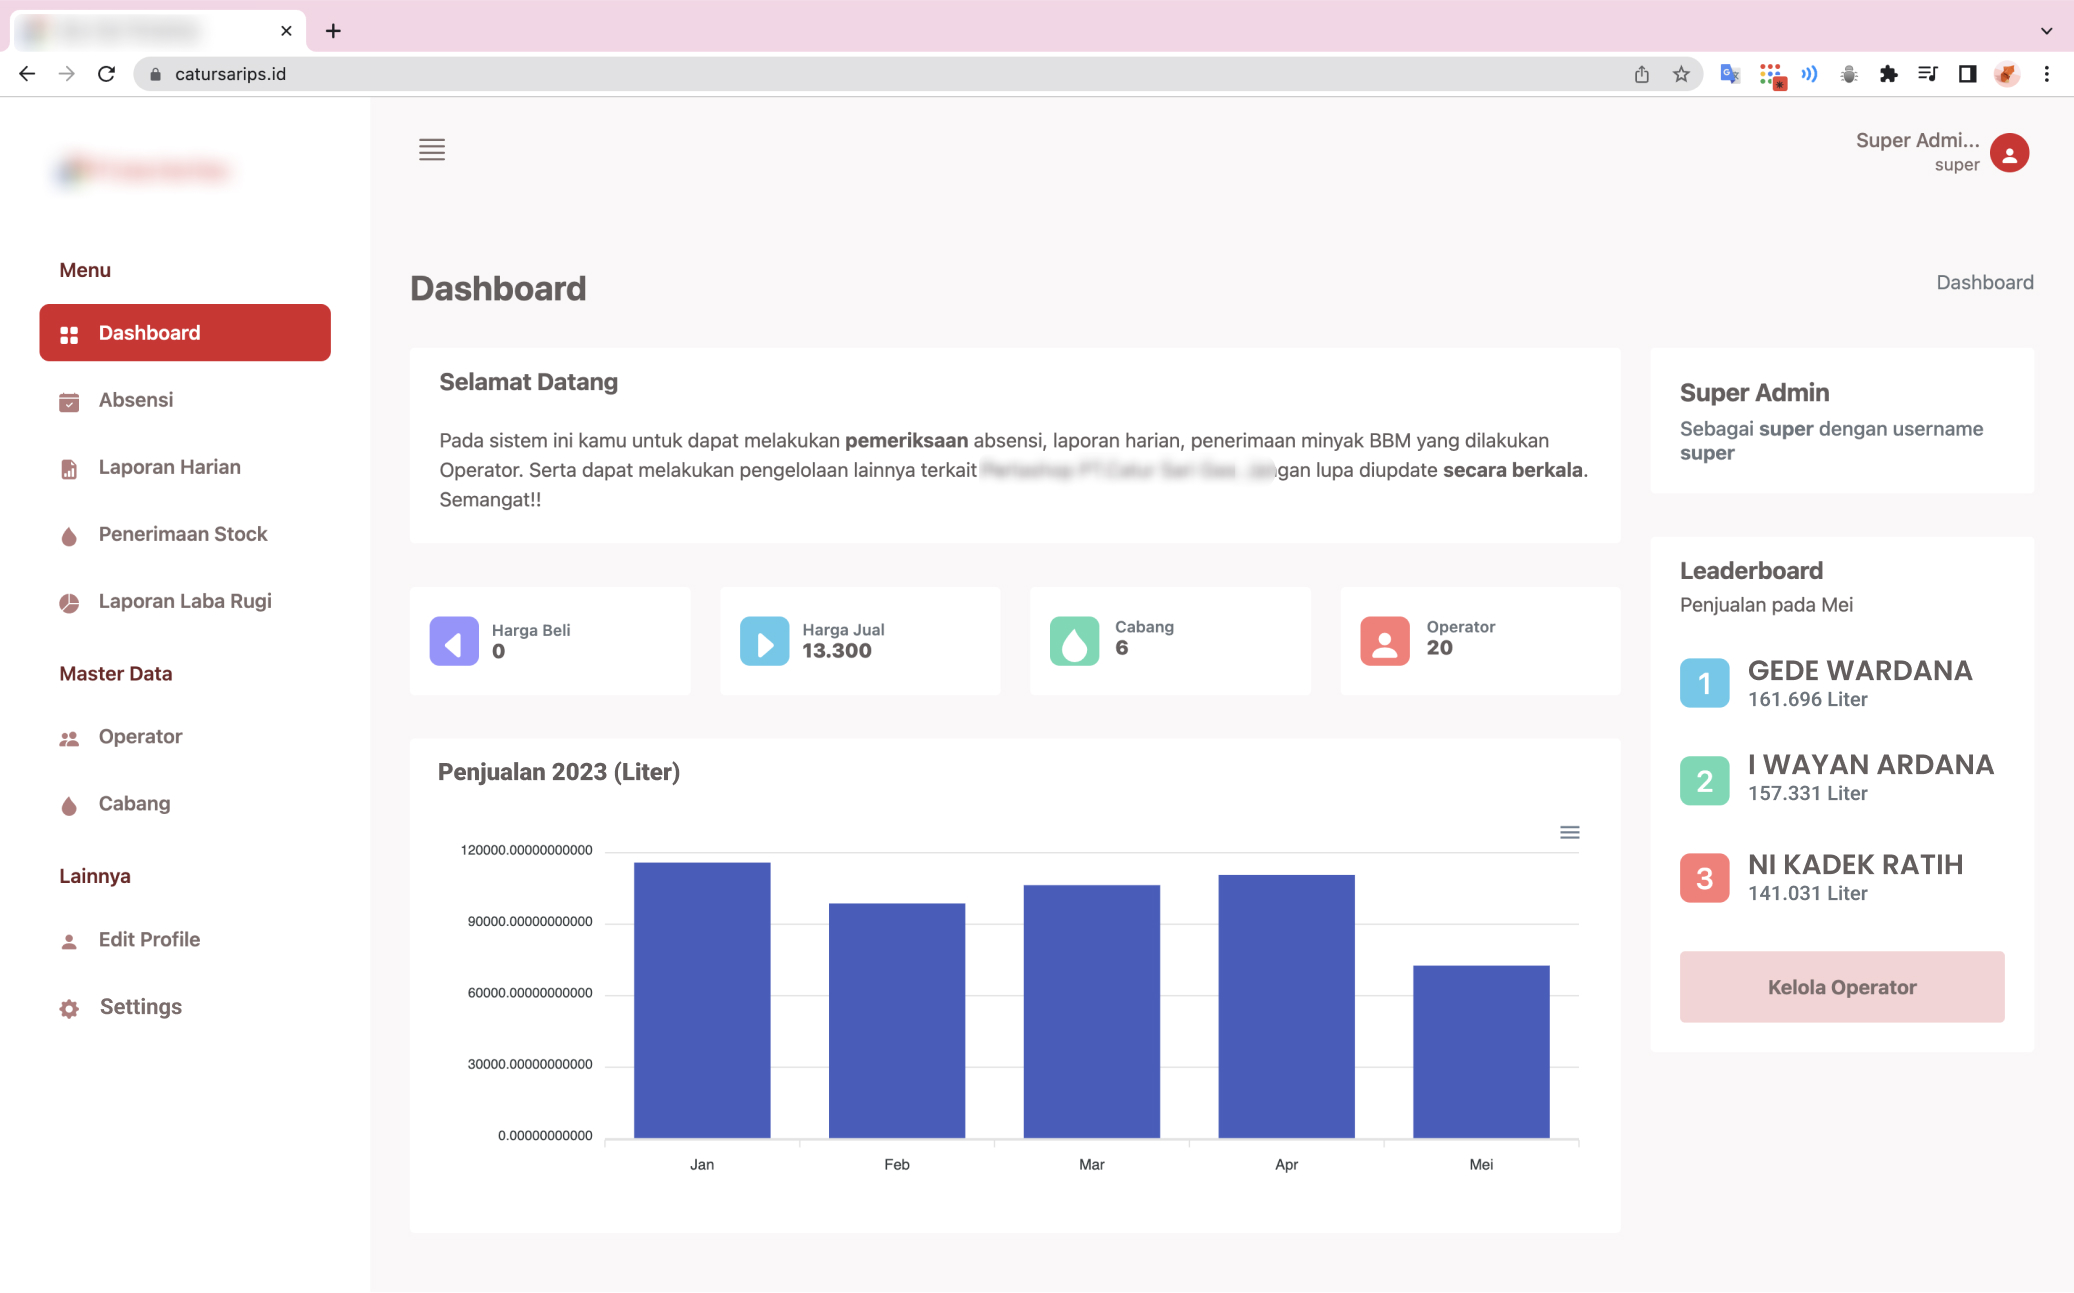 catursarips.id
Super Admi...
super
Menu
Dashboard
Absensi
Laporan Harian
Penerimaan Stock
Laporan Laba Rugi
Master Data
Operator
Cabang
Lainnya
Edit Profile
Settings
Dashboard
Dashboard
Selamat Datang
Pada sistem ini kamu untuk dapat melakukan pemeriksaan absensi, laporan harian, penerimaan minyak BBM yang dilakukan
Operator. Serta dapat melakukan pengelolaan lainnya terkait gan lupa diupdate secara berkala.
Semangat!!
Harga Beli
0
Harga Jual
13.300
Cabang
6
Operator
20
Penjualan 2023 (Liter)
120000.00000000000
90000.00000000000
60000.00000000000
30000.00000000000
0.00000000000
Jan
Feb
Mar
Apr
Mei
Super Admin
Sebagai super dengan username
super
Leaderboard
Penjualan pada Mei
1
GEDE WARDANA
161.696 Liter
2
I WAYAN ARDANA
157.331 Liter
3
NI KADEK RATIH
141.031 Liter
Kelola Operator